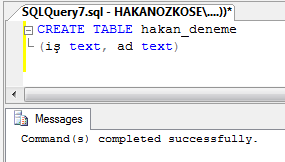 SQLQuery7.sql - HAKANOZKOSE\....))*
CREATE TABLE hakan_deneme
(iş text, ad text)
Messages
Command(s) completed successfully.